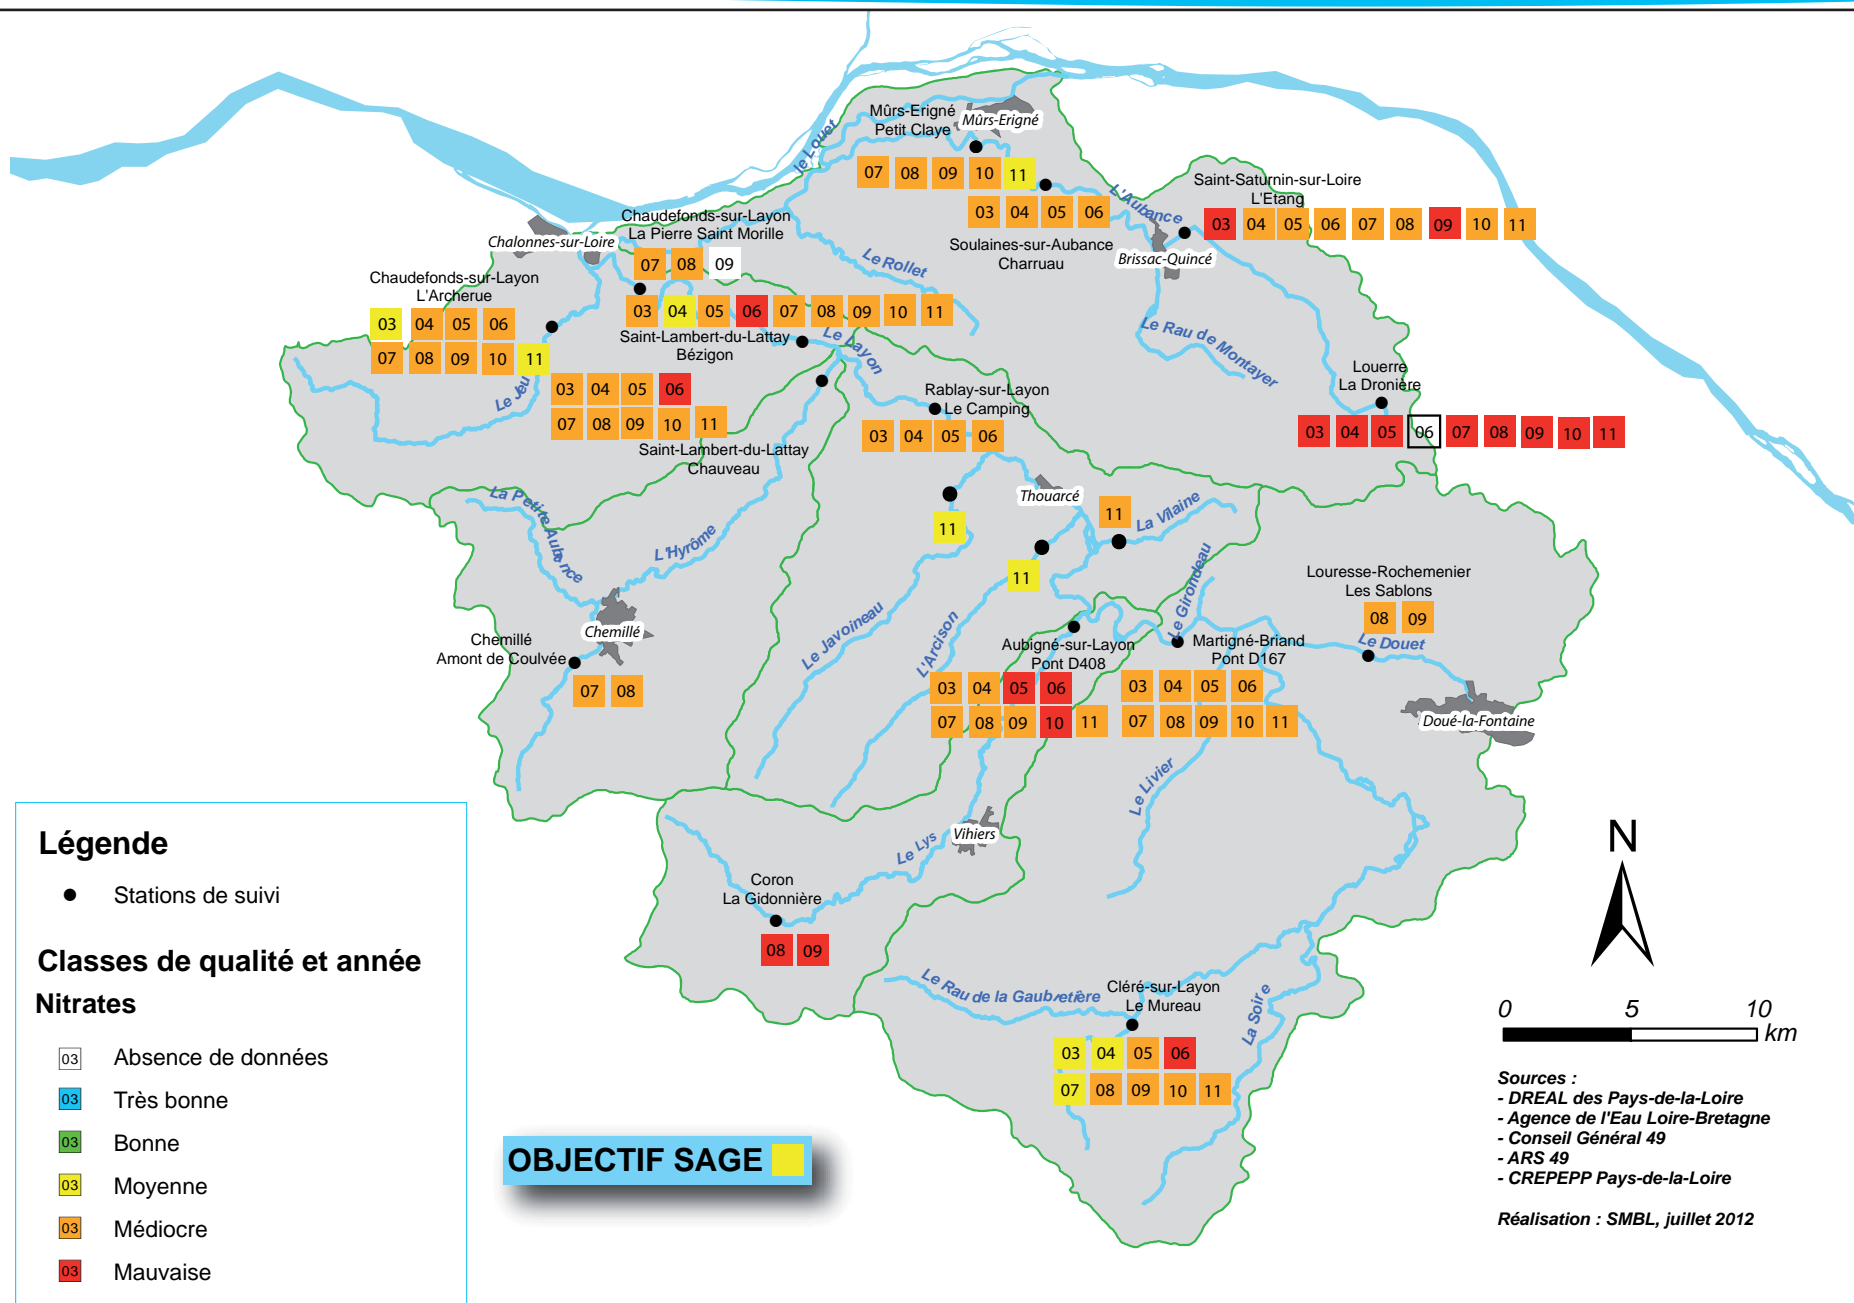 Mûrs-Erigné
Petit Claye
Mûrs-Erigné
le Louet
07 08 09 10 11
Saint-Saturnin-sur-Loire
L'Etang
L'Aubance
03 04 05 06 07 08 09 10 11
03 04 05 06
Soulaines-sur-Aubance
Charruau
Brissac-Quincé
Chaudefonds-sur-Layon
La Pierre Saint Morille
Chalonnes-sur-Loire
07 08 09
Le Rollet
Chaudefonds-sur-Layon
L'Archerue
03 04 05 06
07 08 09 10 11
03 04 05 06 07 08 09 10 11
Saint-Lambert-du-Lattay
Bézigon
Le Layon
Le Rau de Montayer
Le Jeu
03 04 05 06
07 08 09 10 11
Saint-Lambert-du-Lattay
Chauveau
Rablay-sur-Layon
Le Camping
03 04 05 06
Louerre
La Dronière
03 04 05 06 07 08 09 10 11
La Petite Aubance
L'Hyrôme
Thouarcé
11
La Vilaine
11
11
Le Girondeau
Louresse-Rochemenier
Les Sablons
08 09
Le Douet
Le Javoineau
L'Arcison
Chemillé
Chemillé
Amont de Coulvée
07 08
Aubigné-sur-Layon
Pont D408
03 04 05 06
07 08 09 10 11
Martigné-Briand
Pont D167
03 04 05 06
07 08 09 10 11
Doué-la-Fontaine
Le Livier
Vihiers
Le Lys
Coron
La Gidonnière
08 09
Le Rau de la Gaubretière
Cléré-sur-Layon
Le Mureau
La Soire
03 04 05 06
07 08 09 10 11
Légende
Stations de suivi
Classes de qualité et année
Nitrates
03 Absence de données
03 Très bonne
03 Bonne
03 Moyenne
03 Médiocre
03 Mauvaise
OBJECTIF SAGE
N
0 5 10
km
Sources :
- DREAL des Pays-de-la-Loire
- Agence de l'Eau Loire-Bretagne
- Conseil Général 49
- ARS 49
- CREPEPP Pays-de-la-Loire
Réalisation : SMBL, juillet 2012